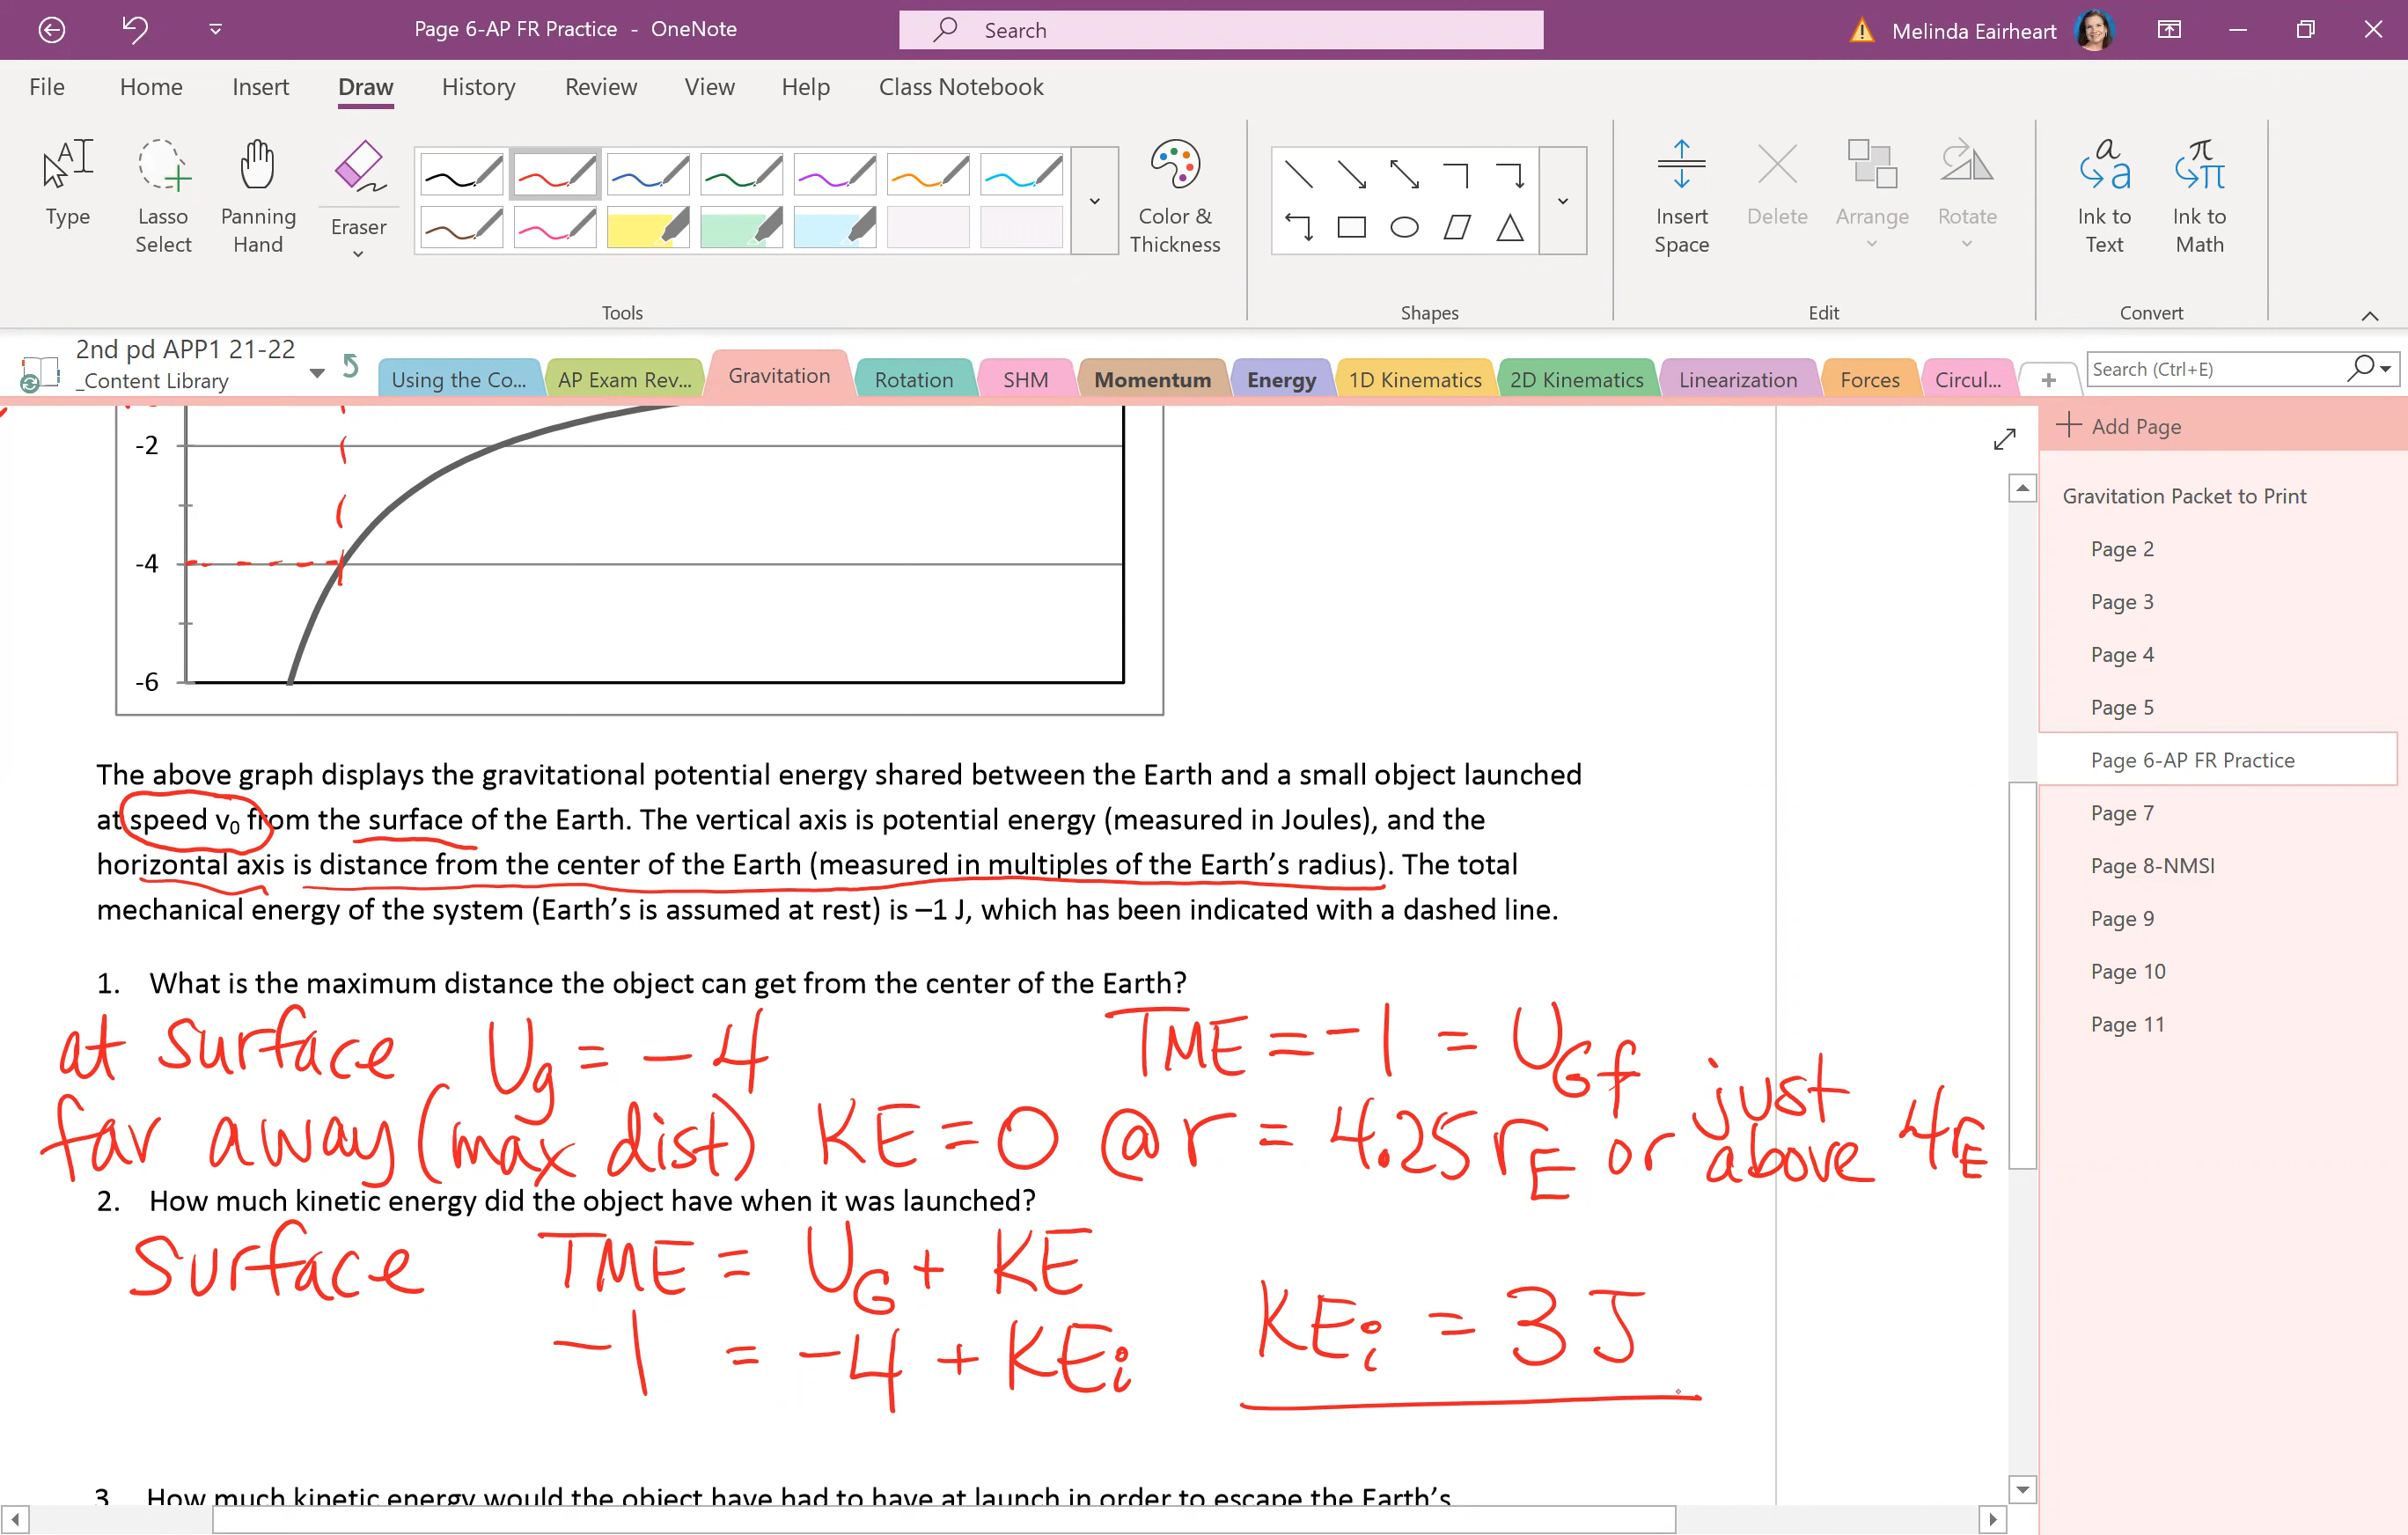 Page 6-AP FR Practice - OneNote
Search
Melinda Eairheart
File Home Insert Draw History Review View Help Class Notebook
Type
Lasso Select
Panning Hand
Eraser
Color & Thickness
Insert Space
Delete
Arrange
Rotate
Ink to Text
Ink to Math
Tools Shapes Edit Convert
2nd pd APP1 21-22
_Content Library
Using the Co... AP Exam Rev... Gravitation Rotation SHM Momentum Energy 1D Kinematics 2D Kinematics Linearization Forces Circul... +
Search (Ctrl+E)
Add Page
Gravitation Packet to Print
Page 2
Page 3
Page 4
Page 5
Page 6-AP FR Practice
Page 7
Page 8-NMSI
Page 9
Page 10
Page 11
-2
-4
-6
The above graph displays the gravitational potential energy shared between the Earth and a small object launched
at speed v₀ from the surface of the Earth. The vertical axis is potential energy (measured in Joules), and the
horizontal axis is distance from the center of the Earth (measured in multiples of the Earth's radius). The total
mechanical energy of the system (Earth's is assumed at rest) is –1 J, which has been indicated with a dashed line.
1. What is the maximum distance the object can get from the center of the Earth?
at surface Ug = -4 TME = -1 = UGf
far away (max dist) KE = 0 @ r = 4.25 rE or just above 4rE
2. How much kinetic energy did the object have when it was launched?
Surface TME = UG + KE
-1 = -4 + KEi KEi = 3 J
3. How much kinetic energy would the object have had to have at launch in order to escape the Earth's